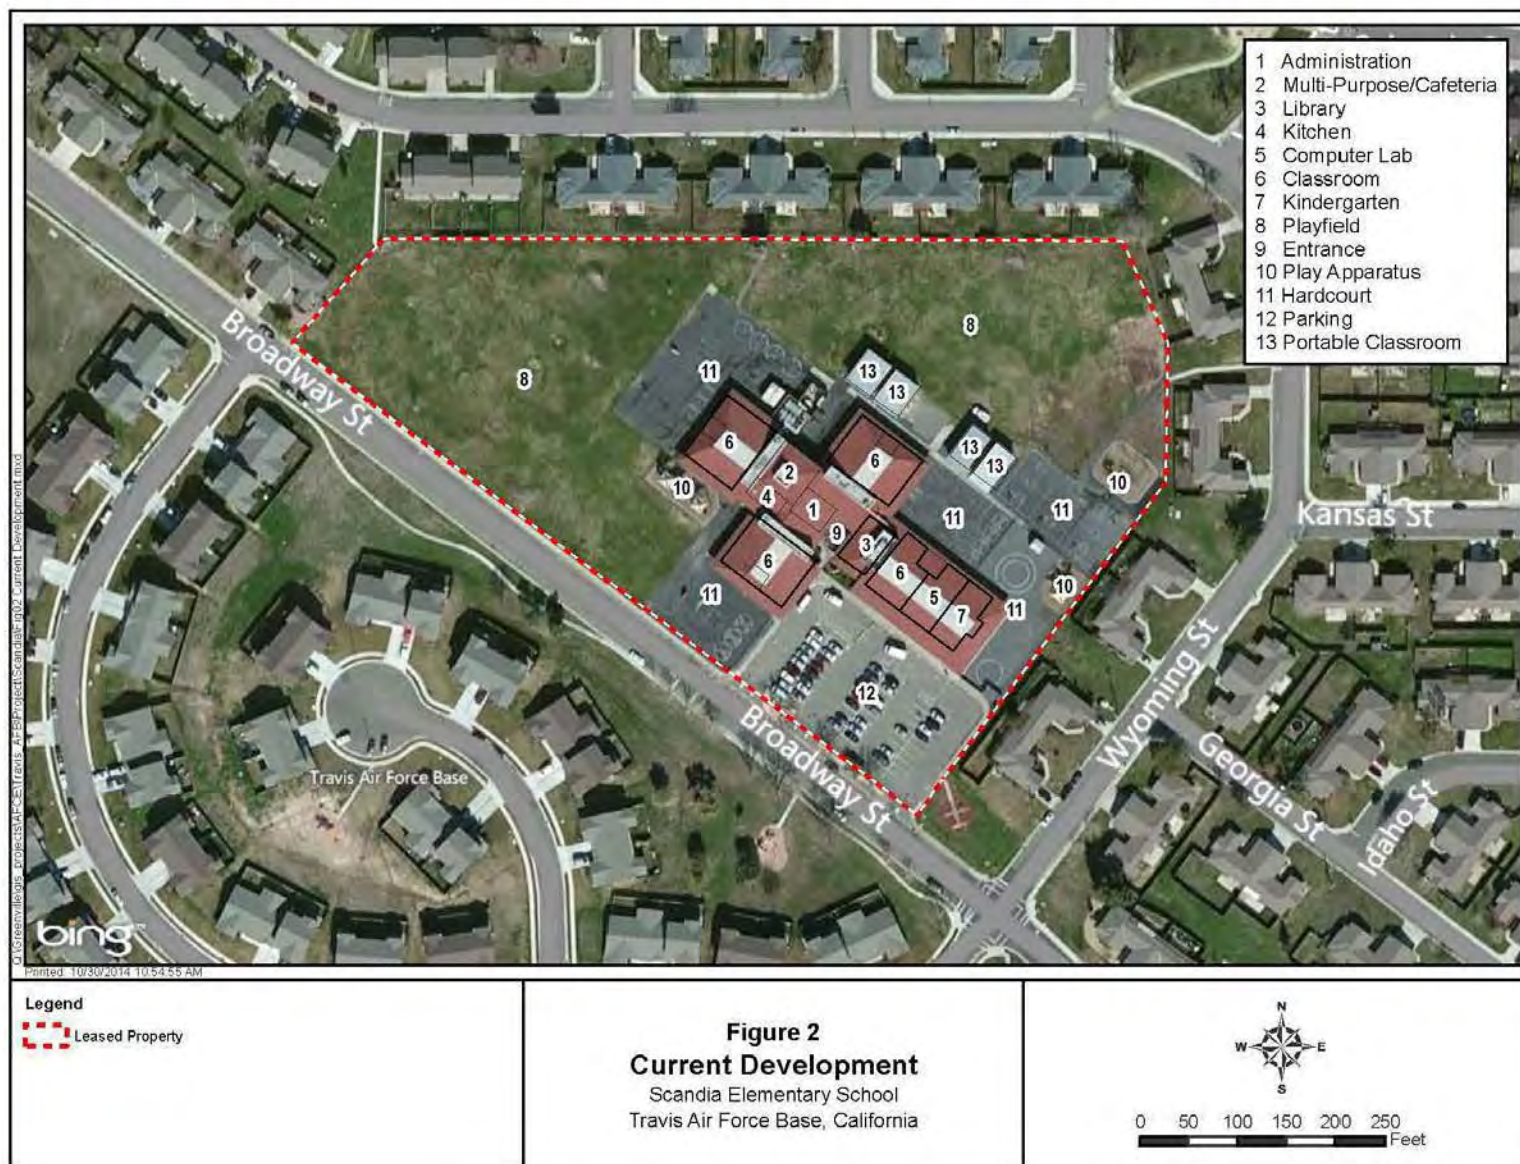 1 Administration
2 Multi-Purpose/Cafeteria
3 Library
4 Kitchen
5 Computer Lab
6 Classroom
7 Kindergarten
8 Playfield
9 Entrance
10 Play Apparatus
11 Hardcourt
12 Parking
13 Portable Classroom
8
8
11
13
13
6
6
13
13
2
10
10
4
1
11
11
9
3
6
6
5
7
10
11
11
12
Broadway St
Broadway St
Kansas St
Wyoming St
Georgia St
Idaho St
Travis Air Force Base
bing
Printed: 10/30/2014 10:54:55 AM
Legend
Leased Property
Figure 2
Current Development
Scandia Elementary School
Travis Air Force Base, California
N
W E
S
0 50 100 150 200 250
Feet